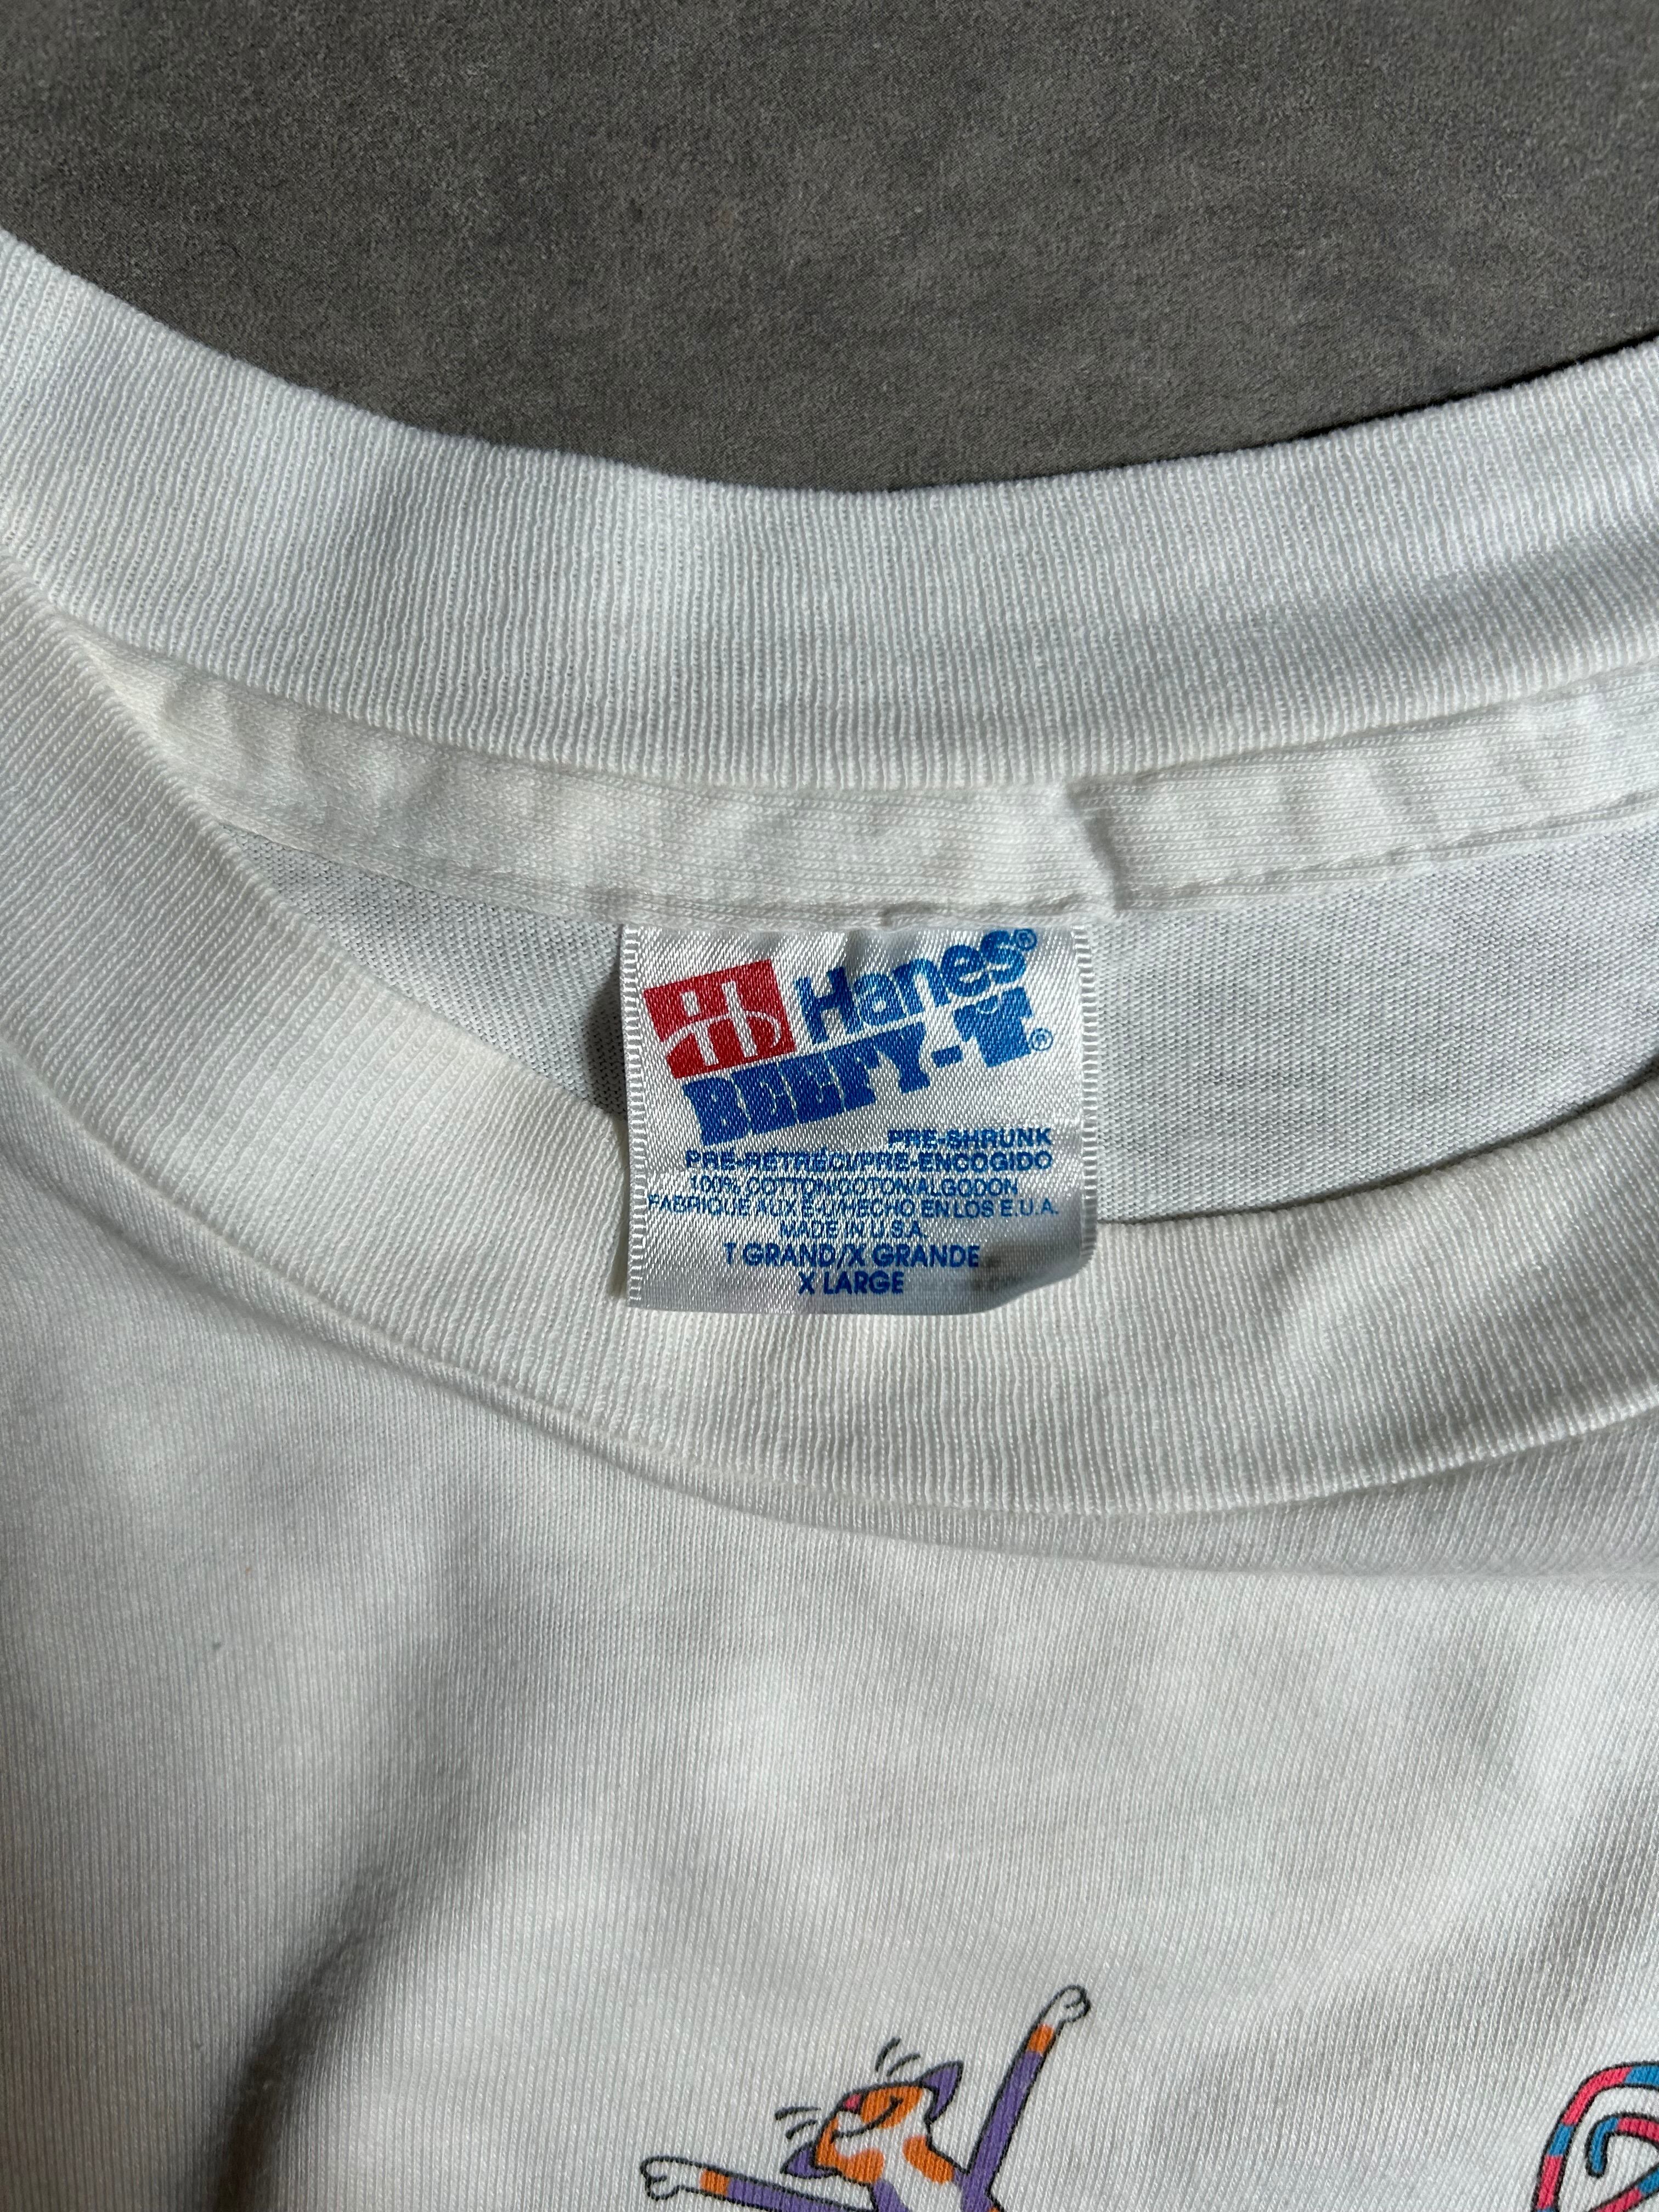 Hanes®
BEEFY-T®
PRE-SHRUNK
PRE-RÉTRÉCI/PRE-ENCOGIDO
100% COTTON/COTON/ALGODON
FABRIQUÉ AUX É-U/HECHO EN LOS E.U.A.
MADE IN U.S.A.
T GRAND/X GRANDE
X LARGE